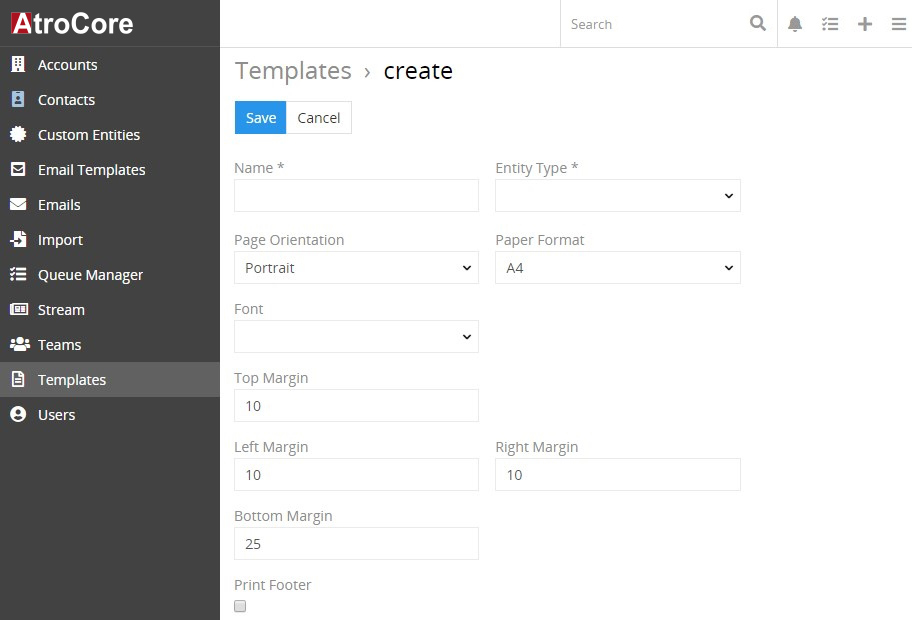 AtroCore
Search
Accounts
Contacts
Custom Entities
Email Templates
Emails
Import
Queue Manager
Stream
Teams
Templates
Users
Templates › create
Save Cancel
Name * Entity Type *
Page Orientation Paper Format
Portrait A4
Font
Top Margin
10
Left Margin Right Margin
10 10
Bottom Margin
25
Print Footer